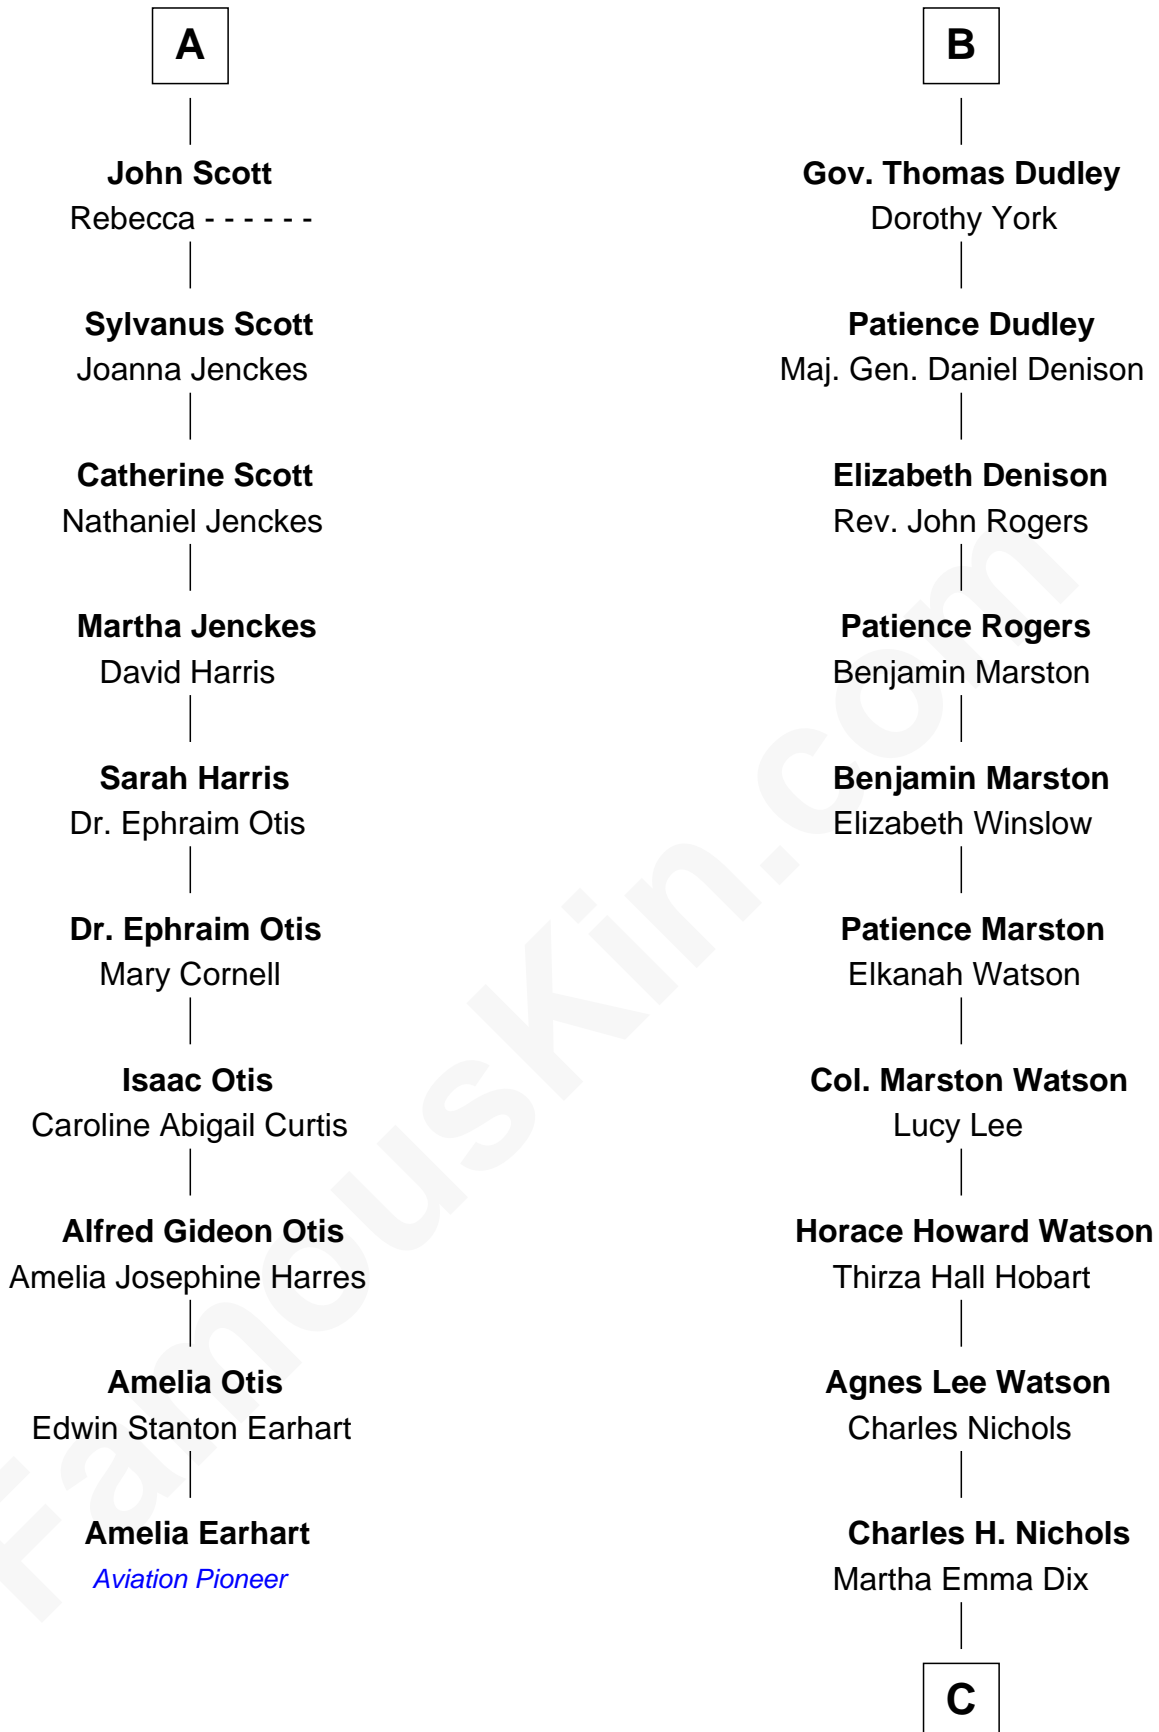 A
John Scott
Rebecca - - - - - -
Sylvanus Scott
Joanna Jenckes
Catherine Scott
Nathaniel Jenckes
Martha Jenckes
David Harris
Sarah Harris
Dr. Ephraim Otis
Dr. Ephraim Otis
Mary Cornell
Isaac Otis
Caroline Abigail Curtis
Alfred Gideon Otis
Amelia Josephine Harres
Amelia Otis
Edwin Stanton Earhart
Amelia Earhart
Aviation Pioneer
B
Gov. Thomas Dudley
Dorothy York
Patience Dudley
Maj. Gen. Daniel Denison
Elizabeth Denison
Rev. John Rogers
Patience Rogers
Benjamin Marston
Benjamin Marston
Elizabeth Winslow
Patience Marston
Elkanah Watson
Col. Marston Watson
Lucy Lee
Horace Howard Watson
Thirza Hall Hobart
Agnes Lee Watson
Charles Nichols
Charles H. Nichols
Martha Emma Dix
C
FamousKin.com